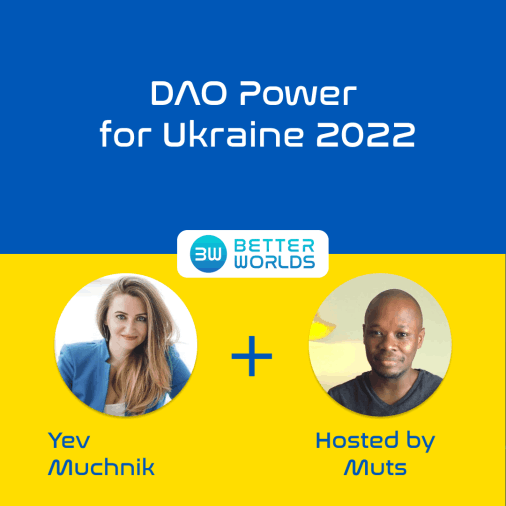 DAO Power
for Ukraine 2022
BW
BETTER
WORLDS
+
Yev
Muchnik
Hosted by
Muts